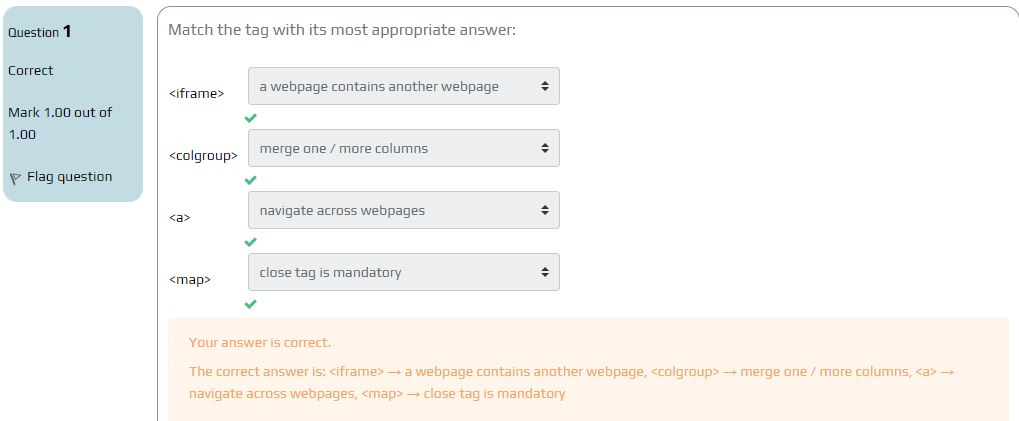 Question 1
Correct
Mark 1.00 out of
1.00
Flag question
Match the tag with its most appropriate answer:
<iframe> a webpage contains another webpage
<colgroup> merge one / more columns
<a> navigate across webpages
<map> close tag is mandatory
Your answer is correct.
The correct answer is: <iframe> → a webpage contains another webpage, <colgroup> → merge one / more columns, <a> →
navigate across webpages, <map> → close tag is mandatory